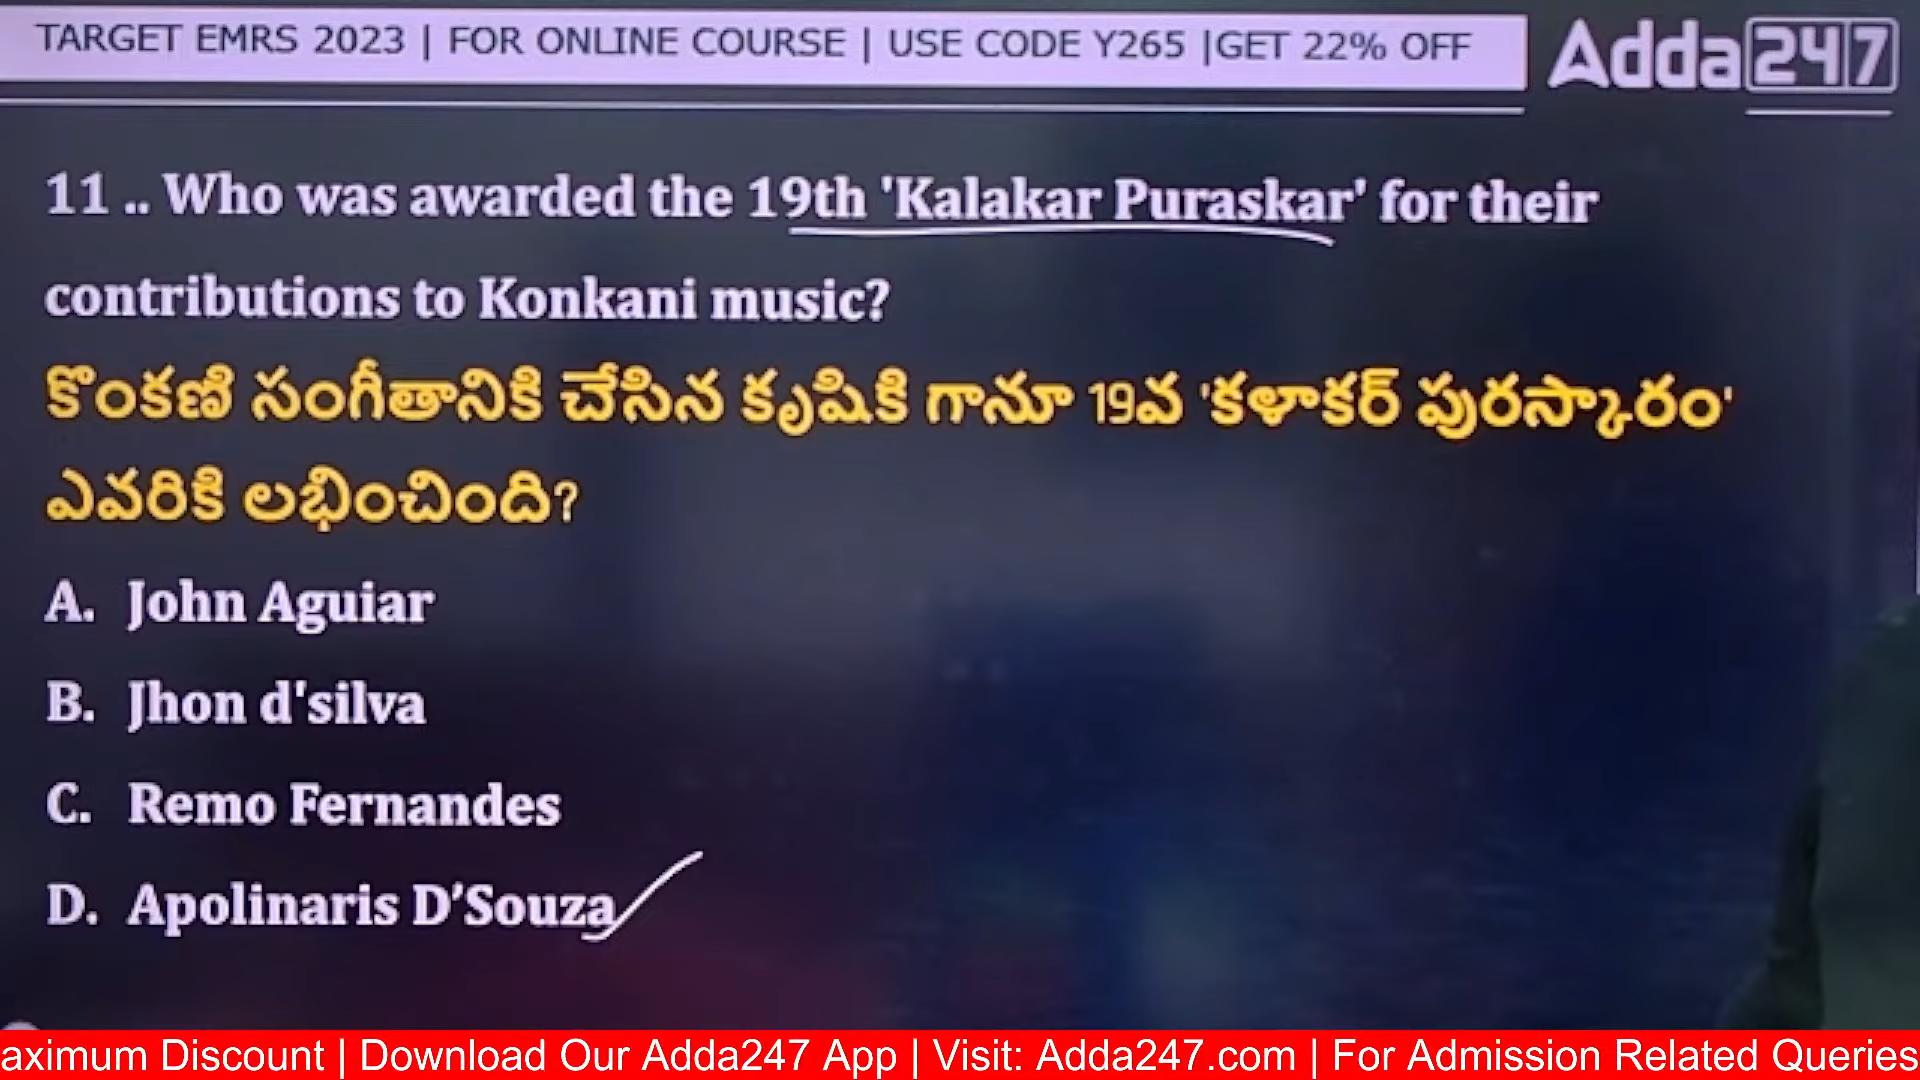 TARGET EMRS 2023 | FOR ONLINE COURSE | USE CODE Y265 |GET 22% OFF
Adda247
11 .. Who was awarded the 19th 'Kalakar Puraskar' for their
contributions to Konkani music?
కొంకణి సంగీతానికి చేసిన కృషికి గానూ 19వ 'కళాకర్ పురస్కారం'
ఎవరికి లభించింది?
A. John Aguiar
B. Jhon d'silva
C. Remo Fernandes
D. Apolinaris D'Souza
aximum Discount | Download Our Adda247 App | Visit: Adda247.com | For Admission Related Queries